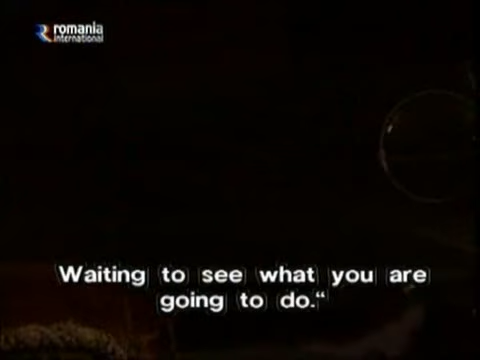 romania
international
Waiting to see what you are
going to do.“